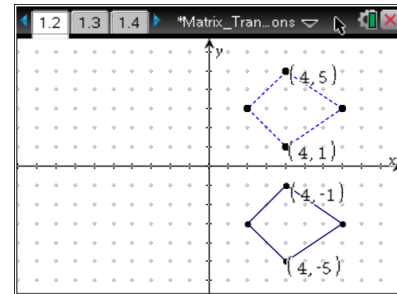 1.2 1.3 1.4 *Matrix_Tran...ons
y
(4,5)
(4,1)
x
(4,-1)
(4,-5)